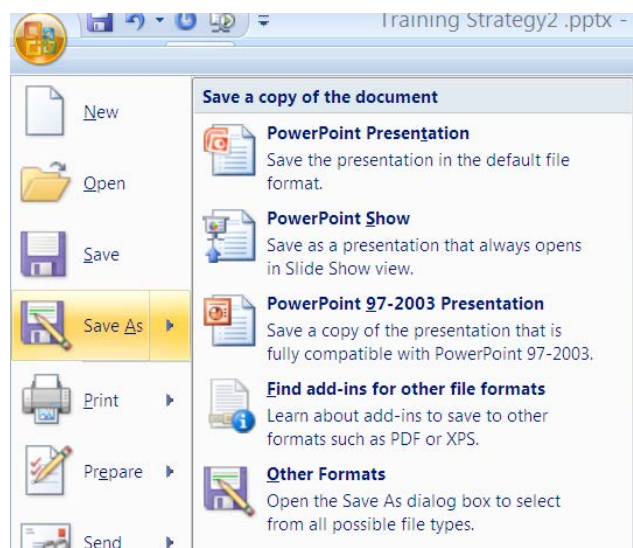 Training Strategy2 .pptx -
New
Open
Save
Save As
Print
Prepare
Send
Save a copy of the document
PowerPoint Presentation
Save the presentation in the default file
format.
PowerPoint Show
Save as a presentation that always opens
in Slide Show view.
PowerPoint 97-2003 Presentation
Save a copy of the presentation that is
fully compatible with PowerPoint 97-2003.
Find add-ins for other file formats
Learn about add-ins to save to other
formats such as PDF or XPS.
Other Formats
Open the Save As dialog box to select
from all possible file types.